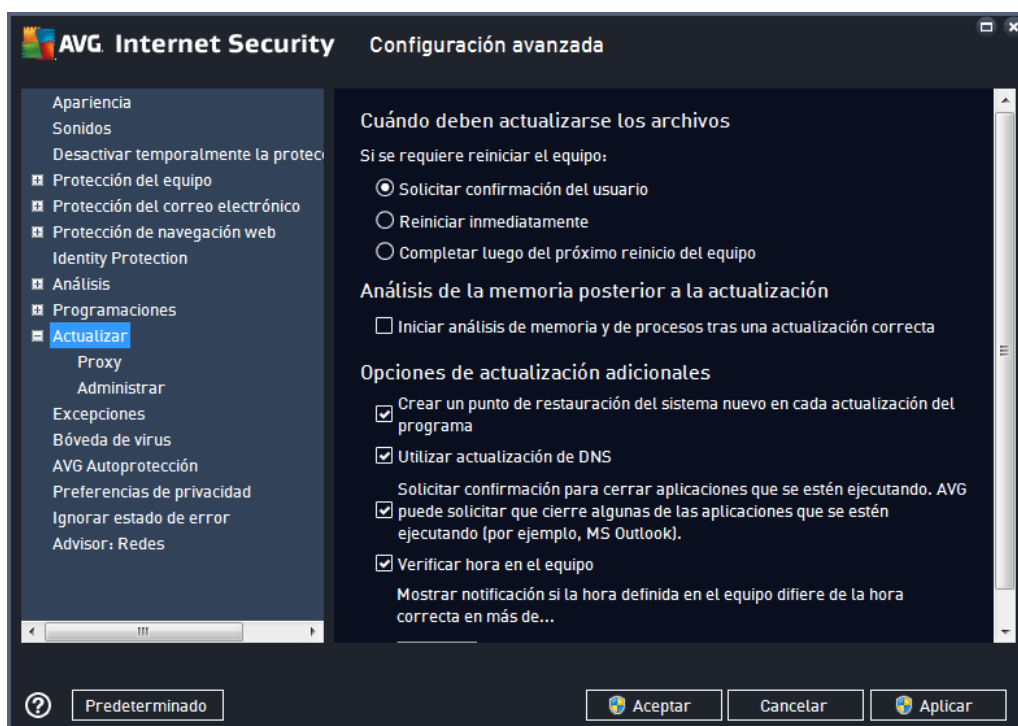 AVG. Internet Security
Configuración avanzada
Apariencia
Sonidos
Desactivar temporalmente la protec
Protección del equipo
Protección del correo electrónico
Protección de navegación web
Identity Protection
Análisis
Programaciones
Actualizar
Proxy
Administrar
Excepciones
Bóveda de virus
AVG Autoprotección
Preferencias de privacidad
Ignorar estado de error
Advisor: Redes
Cuándo deben actualizarse los archivos
Si se requiere reiniciar el equipo:
Solicitar confirmación del usuario
Reiniciar inmediatamente
Completar luego del próximo reinicio del equipo
Análisis de la memoria posterior a la actualización
Iniciar análisis de memoria y de procesos tras una actualización correcta
Opciones de actualización adicionales
Crear un punto de restauración del sistema nuevo en cada actualización del
programa
Utilizar actualización de DNS
Solicitar confirmación para cerrar aplicaciones que se estén ejecutando. AVG
puede solicitar que cierre algunas de las aplicaciones que se estén
ejecutando (por ejemplo, MS Outlook).
Verificar hora en el equipo
Mostrar notificación si la hora definida en el equipo difiere de la hora
correcta en más de...
?
Predeterminado
Aceptar
Cancelar
Aplicar